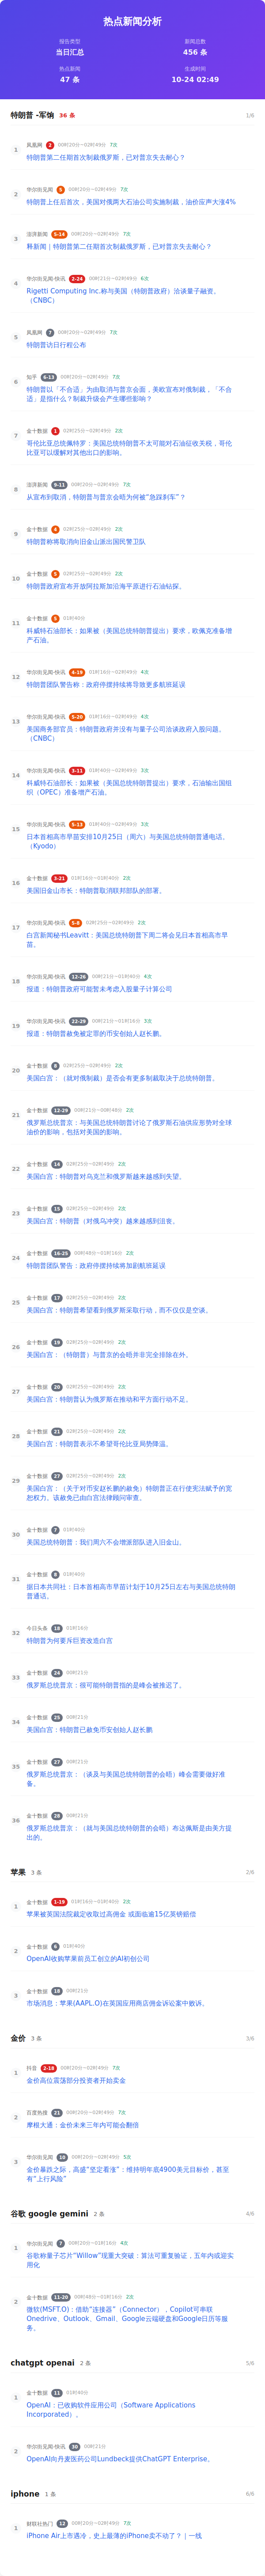 热点新闻分析
报告类型
新闻总数
当日汇总
456 条
热点新闻
生成时间
47 条
10-24 02:49
特朗普 -军饷 36 条 1/6
1
凤凰网 2 00时20分~02时49分 7次
特朗普第二任期首次制裁俄罗斯，已对普京失去耐心？
2
华尔街见闻 5 00时20分~02时49分 7次
特朗普上任后首次，美国对俄两大石油公司实施制裁，油价应声大涨4%
3
澎湃新闻 5-14 00时20分~02时49分 7次
释新闻｜特朗普第二任期首次制裁俄罗斯，已对普京失去耐心？
4
华尔街见闻-快讯 2-24 00时21分~02时49分 6次
Rigetti Computing Inc.称与美国（特朗普政府）洽谈量子融资。
（CNBC）
5
凤凰网 7 00时20分~02时49分 7次
特朗普访日行程公布
6
知乎 6-13 00时20分~02时49分 7次
特朗普以「不合适」为由取消与普京会面，美欧宣布对俄制裁，「不合
适」是指什么？制裁升级会产生哪些影响？
7
金十数据 1 02时25分~02时49分 2次
哥伦比亚总统佩特罗：美国总统特朗普不太可能对石油征收关税，哥伦
比亚可以缓解对其他出口的影响。
8
澎湃新闻 9-11 00时20分~02时49分 7次
从宣布到取消，特朗普与普京会晤为何被“急踩刹车”？
9
金十数据 4 02时25分~02时49分 2次
特朗普称将取消向旧金山派出国民警卫队
10
金十数据 5 02时25分~02时49分 2次
特朗普政府宣布开放阿拉斯加沿海平原进行石油钻探。
11
金十数据 5 01时40分
科威特石油部长：如果被（美国总统特朗普提出）要求，欧佩克准备增
产石油。
12
华尔街见闻-快讯 4-19 01时16分~02时49分 4次
特朗普团队警告称：政府停摆持续将导致更多航班延误
13
华尔街见闻-快讯 5-20 01时16分~02时49分 4次
美国商务部官员：特朗普政府并没有与量子公司洽谈政府入股问题。
（CNBC）
14
华尔街见闻-快讯 3-11 01时40分~02时49分 3次
科威特石油部长：如果被（美国总统特朗普提出）要求，石油输出国组
织（OPEC）准备增产石油。
15
华尔街见闻-快讯 5-13 01时40分~02时49分 3次
日本首相高市早苗安排10月25日（周六）与美国总统特朗普通电话。
（Kyodo）
16
金十数据 3-21 01时16分~01时40分 2次
美国旧金山市长：特朗普取消联邦部队的部署。
17
华尔街见闻-快讯 5-8 02时25分~02时49分 2次
白宫新闻秘书Leavitt：美国总统特朗普下周二将会见日本首相高市早
苗。
18
华尔街见闻-快讯 12-26 00时21分~01时40分 4次
报道：特朗普政府可能暂未考虑入股量子计算公司
19
华尔街见闻-快讯 22-29 00时21分~01时16分 3次
报道：特朗普赦免被定罪的币安创始人赵长鹏。
20
金十数据 8 02时25分~02时49分 2次
美国白宫：（就对俄制裁）是否会有更多制裁取决于总统特朗普。
21
金十数据 12-29 00时21分~00时48分 2次
俄罗斯总统普京：与美国总统特朗普讨论了俄罗斯石油供应形势对全球
油价的影响，包括对美国的影响。
22
金十数据 14 02时25分~02时49分 2次
美国白宫：特朗普对乌克兰和俄罗斯越来越感到失望。
23
金十数据 15 02时25分~02时49分 2次
美国白宫：特朗普（对俄乌冲突）越来越感到沮丧。
24
金十数据 16-25 00时48分~01时16分 2次
特朗普团队警告：政府停摆持续将加剧航班延误
25
金十数据 17 02时25分~02时49分 2次
美国白宫：特朗普希望看到俄罗斯采取行动，而不仅仅是空谈。
26
金十数据 19 02时25分~02时49分 2次
美国白宫：（特朗普）与普京的会晤并非完全排除在外。
27
金十数据 20 02时25分~02时49分 2次
美国白宫：特朗普认为俄罗斯在推动和平方面行动不足。
28
金十数据 21 02时25分~02时49分 2次
美国白宫：特朗普表示不希望哥伦比亚局势降温。
29
金十数据 27 02时25分~02时49分 2次
美国白宫：（关于对币安赵长鹏的赦免）特朗普正在行使宪法赋予的宽
恕权力。该赦免已由白宫法律顾问审查。
30
金十数据 7 01时40分
美国总统特朗普：我们周六不会增派部队进入旧金山。
31
金十数据 8 01时40分
据日本共同社：日本首相高市早苗计划于10月25日左右与美国总统特朗
普通话。
32
今日头条 18 01时16分
特朗普为何要斥巨资改造白宫
33
金十数据 24 00时21分
俄罗斯总统普京：很可能特朗普指的是峰会被推迟了。
34
金十数据 25 00时21分
美国白宫：特朗普已赦免币安创始人赵长鹏
35
金十数据 27 00时21分
俄罗斯总统普京：（谈及与美国总统特朗普的会晤）峰会需要做好准
备。
36
金十数据 29 00时21分
俄罗斯总统普京：（就与美国总统特朗普的会晤）布达佩斯是由美方提
出的。
苹果 3 条 2/6
1
金十数据 1-19 01时16分~01时40分 2次
苹果被英国法院裁定收取过高佣金 或面临逾15亿英镑赔偿
2
金十数据 6 01时40分
OpenAI收购苹果前员工创立的AI初创公司
3
金十数据 18 00时21分
市场消息：苹果(AAPL.O)在英国应用商店佣金诉讼案中败诉。
金价 3 条 3/6
1
抖音 2-18 00时20分~02时49分 7次
金价高位震荡部分投资者开始卖金
2
百度热搜 21 00时20分~02时49分 7次
摩根大通：金价未来三年内可能会翻倍
3
华尔街见闻 10 00时20分~02时49分 5次
金价暴跌之际，高盛“坚定看涨”：维持明年底4900美元目标价，甚至
有“上行风险”
谷歌 google gemini 2 条 4/6
1
华尔街见闻 7 00时20分~01时16分 4次
谷歌称量子芯片“Willow”现重大突破：算法可重复验证，五年内或迎实
用化
2
金十数据 11-20 00时48分~01时16分 2次
微软(MSFT.O)：借助“连接器”（Connector），Copilot可串联
Onedrive、Outlook、Gmail、Google云端硬盘和Google日历等服
务。
chatgpt openai 2 条 5/6
1
金十数据 11 01时40分
OpenAI：已收购软件应用公司（Software Applications
Incorporated）。
2
华尔街见闻-快讯 30 00时21分
OpenAI向丹麦医药公司Lundbeck提供ChatGPT Enterprise。
iphone 1 条 6/6
1
财联社热门 12 00时20分~02时49分 7次
iPhone Air上市遇冷，史上最薄的iPhone卖不动了？｜一线